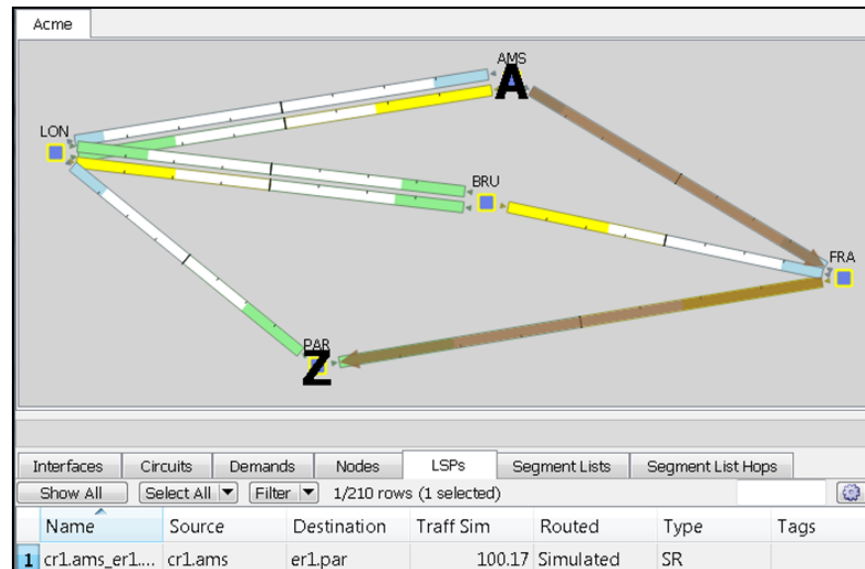 Acme
AMS
A
LON
BRU
FRA
PAR
Z
Interfaces Circuits Demands Nodes LSPs Segment Lists Segment List Hops
Show All Select All Filter 1/210 rows (1 selected)
Name Source Destination Traff Sim Routed Type Tags
1 cr1.ams_er1.... cr1.ams er1.par 100.17 Simulated SR